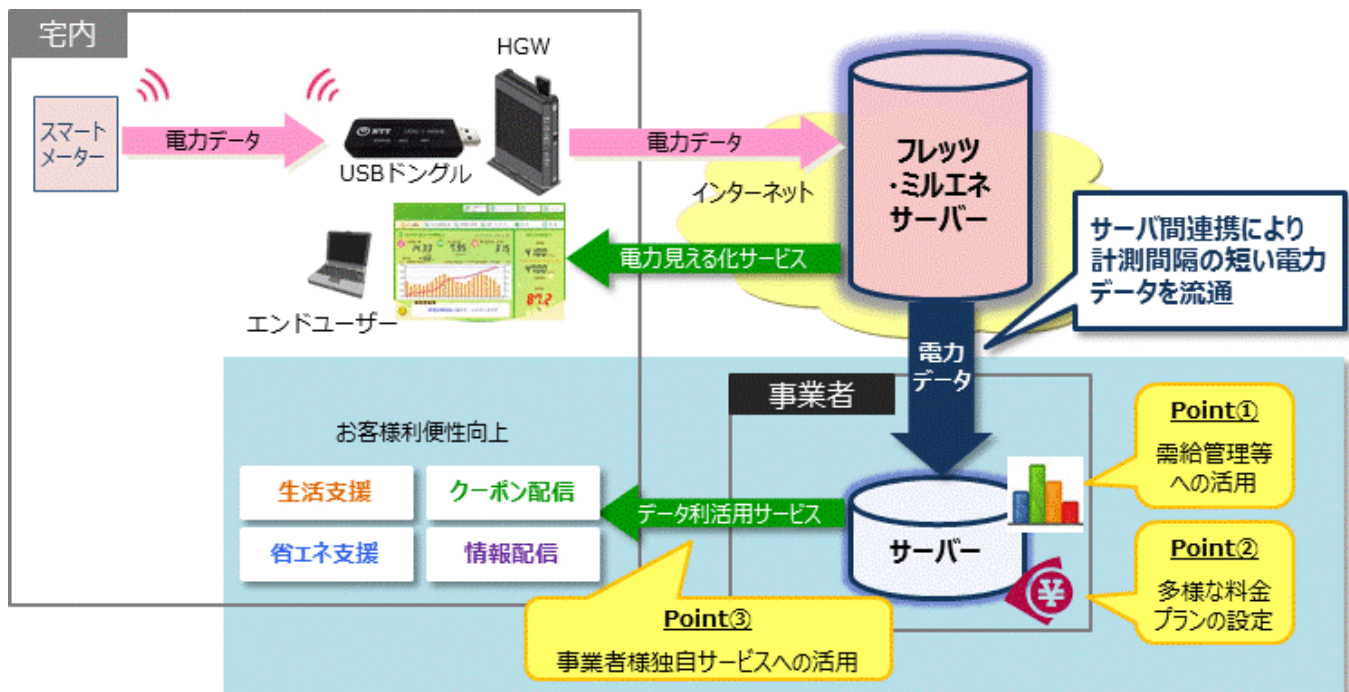 宅内
HGW
スマート
メーター
電力データ
NTT
USBドングル
電力データ
インターネット
フレッツ
・ミルエネ
サーバー
電力見える化サービス
エンドユーザー
サーバ間連携により
計測間隔の短い電力
データを流通
電力
データ
事業者
お客様利便性向上
生活支援
クーポン配信
省エネ支援
情報配信
データ利活用サービス
サーバー
Point①
需給管理等
への活用
Point②
多様な料金
プランの設定
Point③
事業者様独自サービスへの活用